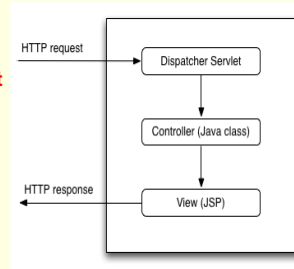 HTTP request
Dispatcher Servlet
t
Controller (Java class)
HTTP response
View (JSP)